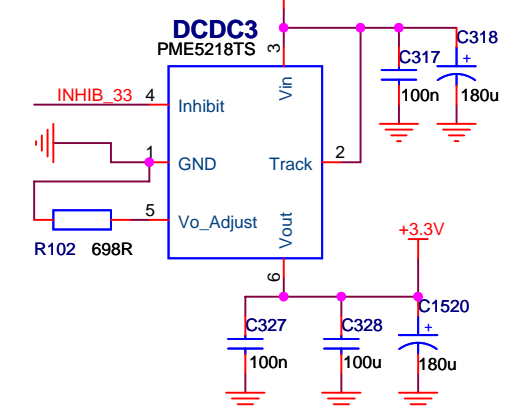 DCDC3
PME5218TS
C318
C317
+
3
Vin
100n
180u
INHIB_33
4
Inhibit
1
GND
Track
2
5
Vo_Adjust
Vout
R102
698R
+3.3V
6
C1520
C327
C328
+
100n
100u
180u